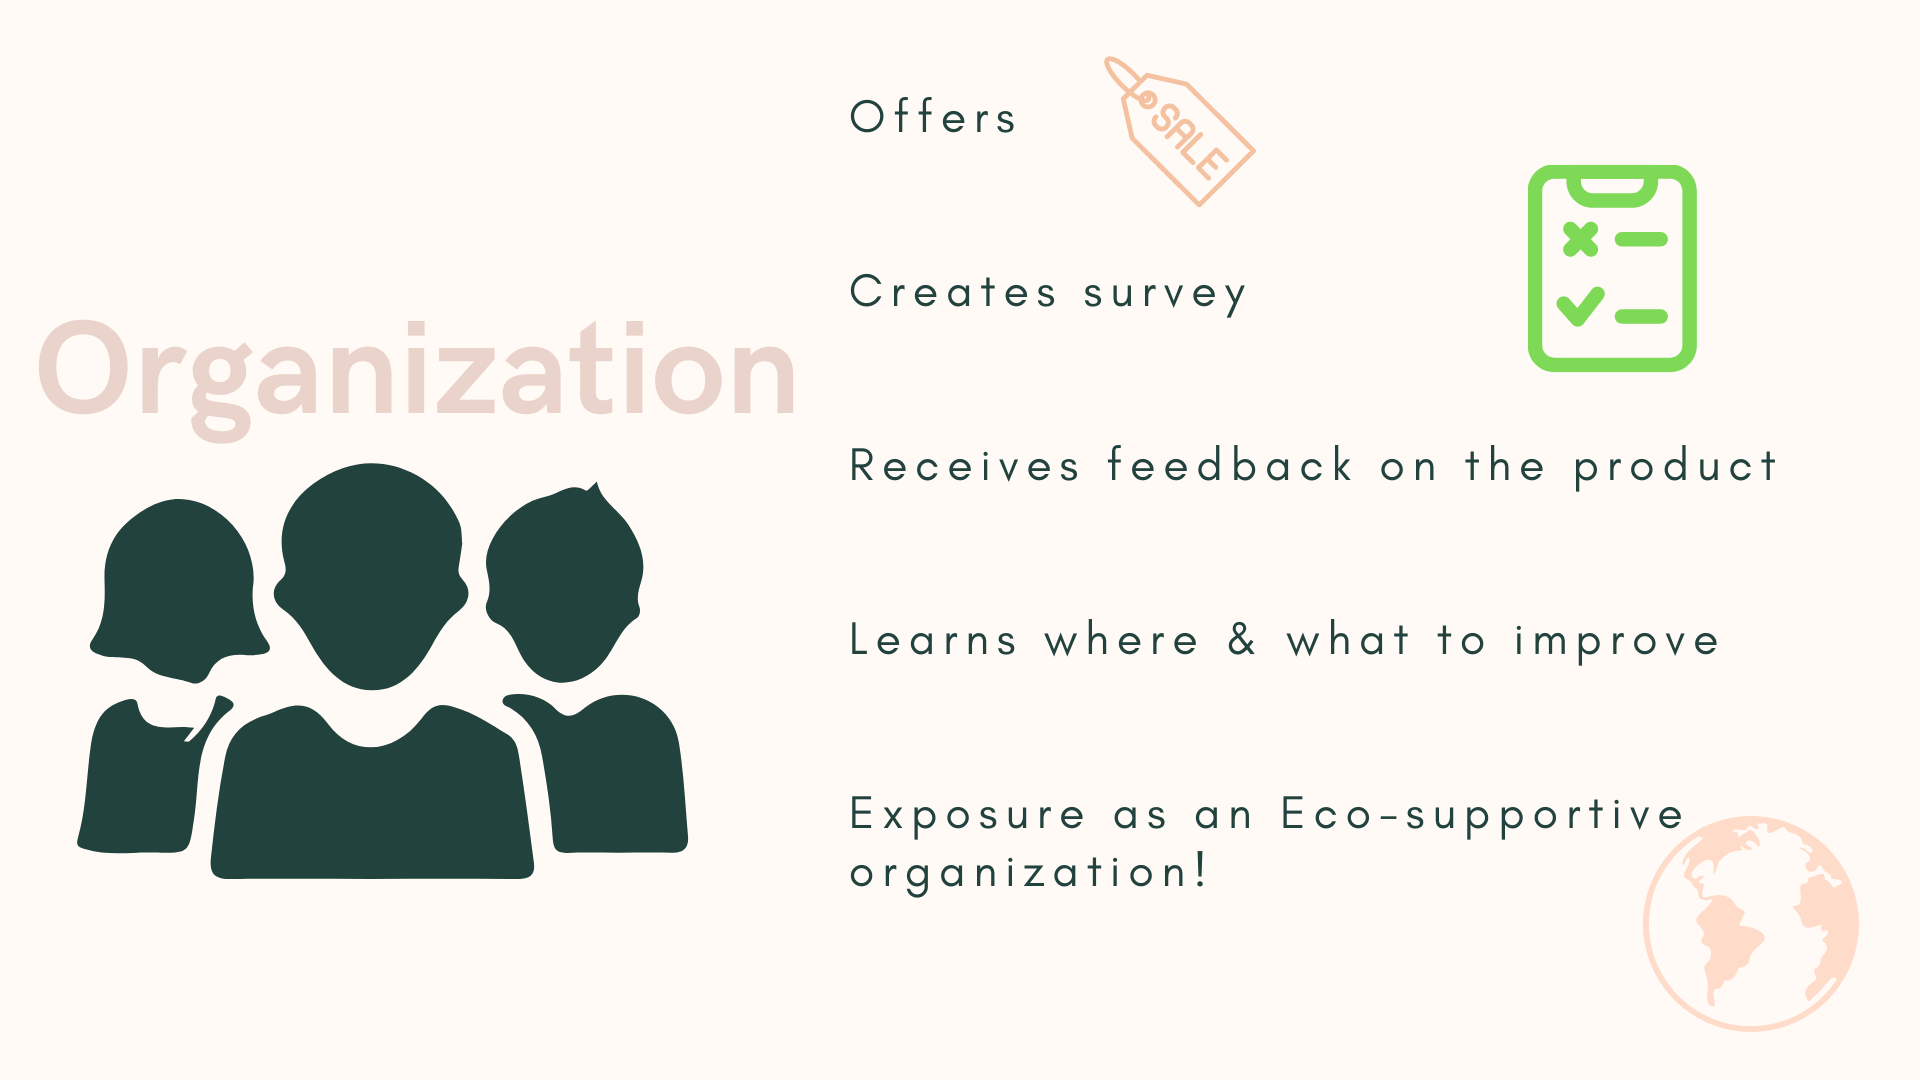 Organization
Offers
SALE
Creates survey
Receives feedback on the product
Learns where & what to improve
Exposure as an Eco-supportive
organization!